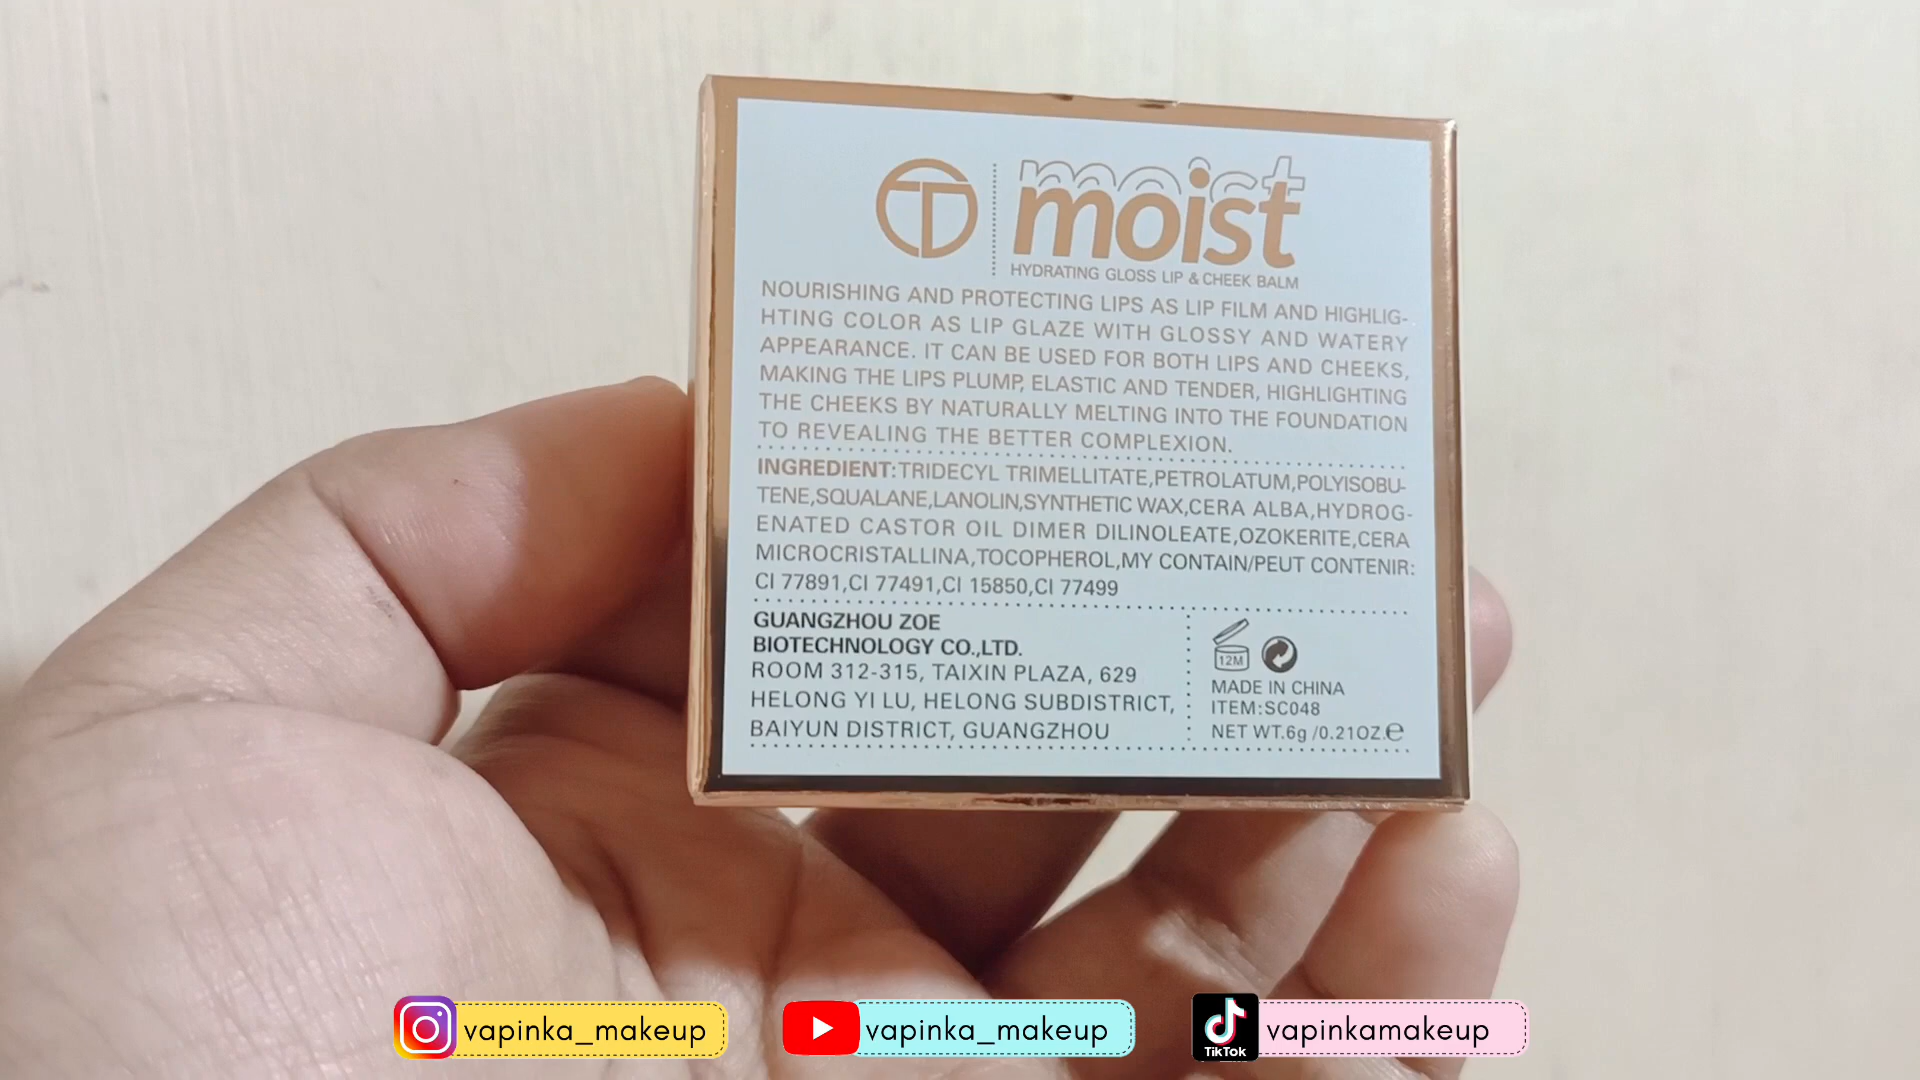 moist
HYDRATING GLOSS LIP & CHEEK BALM
NOURISHING AND PROTECTING LIPS AS LIP FILM AND HIGHLIG-
HTING COLOR AS LIP GLAZE WITH GLOSSY AND WATERY
APPEARANCE. IT CAN BE USED FOR BOTH LIPS AND CHEEKS,
MAKING THE LIPS PLUMP, ELASTIC AND TENDER, HIGHLIGHTING
THE CHEEKS BY NATURALLY MELTING INTO THE FOUNDATION
TO REVEALING THE BETTER COMPLEXION.
INGREDIENT:TRIDECYL TRIMELLITATE,PETROLATUM,POLYISOBU-
TENE,SQUALANE,LANOLIN,SYNTHETIC WAX,CERA ALBA,HYDROG-
ENATED CASTOR OIL DIMER DILINOLEATE,OZOKERITE,CERA
MICROCRISTALLINA,TOCOPHEROL,MY CONTAIN/PEUT CONTENIR:
CI 77891,CI 77491,CI 15850,CI 77499
GUANGZHOU ZOE
BIOTECHNOLOGY CO.,LTD.
ROOM 312-315, TAIXIN PLAZA, 629
HELONG YI LU, HELONG SUBDISTRICT,
BAIYUN DISTRICT, GUANGZHOU
12M
MADE IN CHINA
ITEM:SC048
NET WT.6g /0.21OZ.e
vapinka_makeup
vapinka_makeup
TikTok
vapinkamakeup